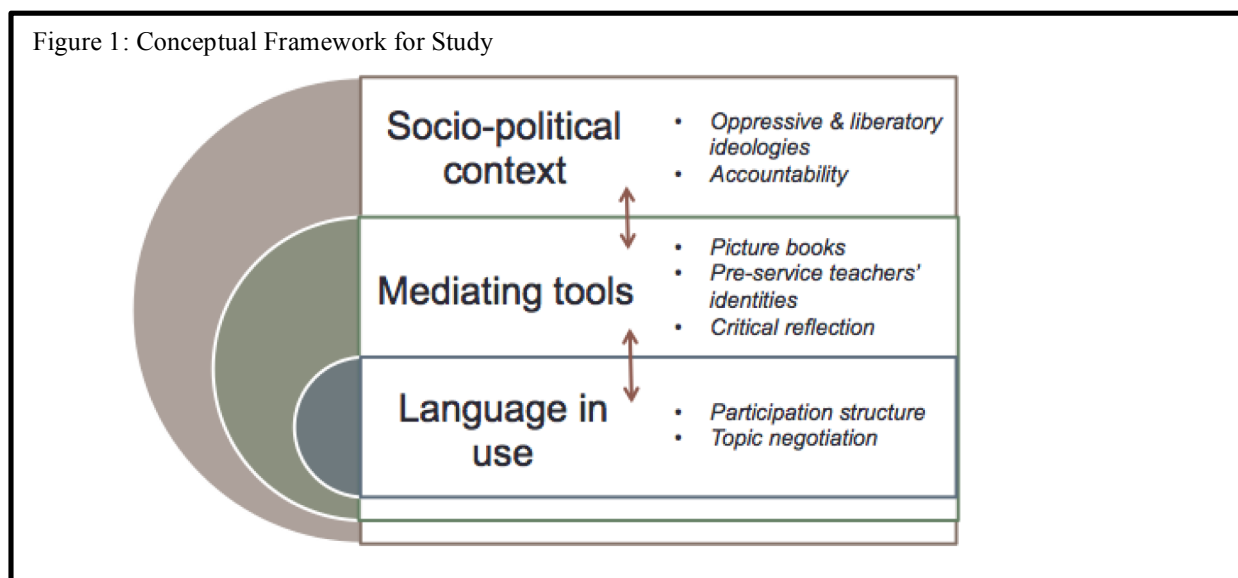 Figure 1: Conceptual Framework for Study
Socio-political
context
• Oppressive & liberatory
ideologies
• Accountability
Mediating tools
• Picture books
• Pre-service teachers'
identities
• Critical reflection
Language in
use
• Participation structure
• Topic negotiation